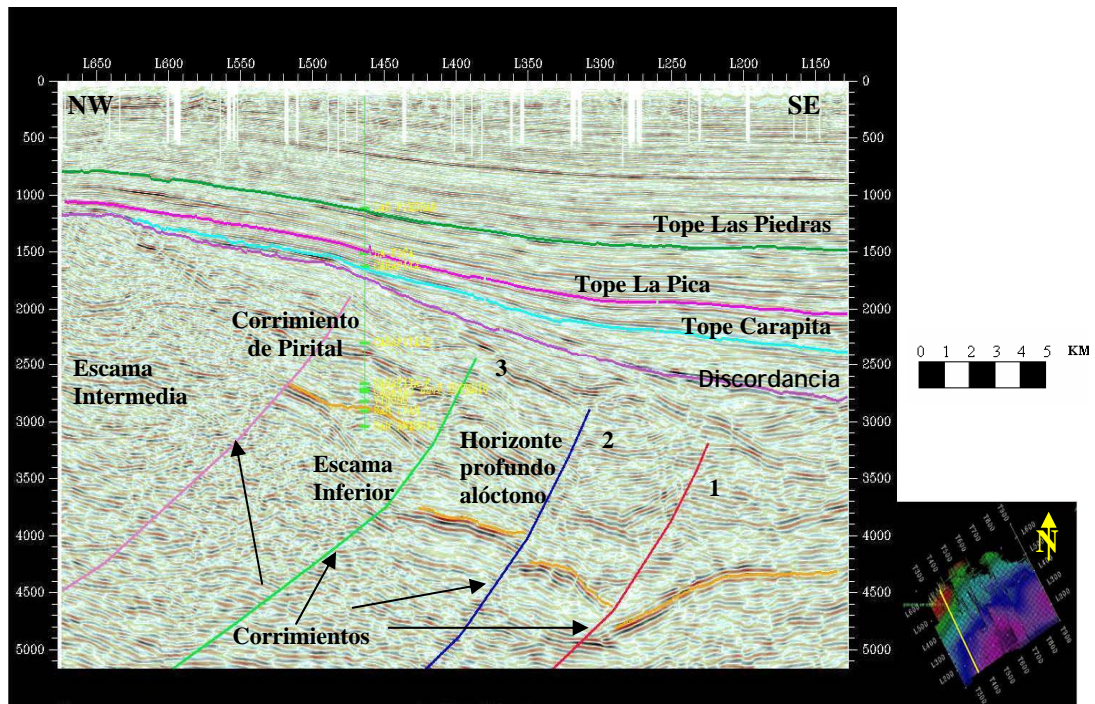 L650 L600 L550 L500 L450 L400 L350 L300 L250 L200 L150
0 0
NW SE
500 500
1000 1000
Tope Las Piedras
1500 1500
Tope La Pica
2000 2000
Corrimiento
de Pirital
Tope Carapita
Escama
Intermedia
2500 2500
3
Discordancia
0 1 2 3 4 5 KM
3000 3000
Horizonte
profundo
alóctono
2
Escama
Inferior
1
3500 3500
4000 4000
4500 4500
Corrimientos
5000 5000
N